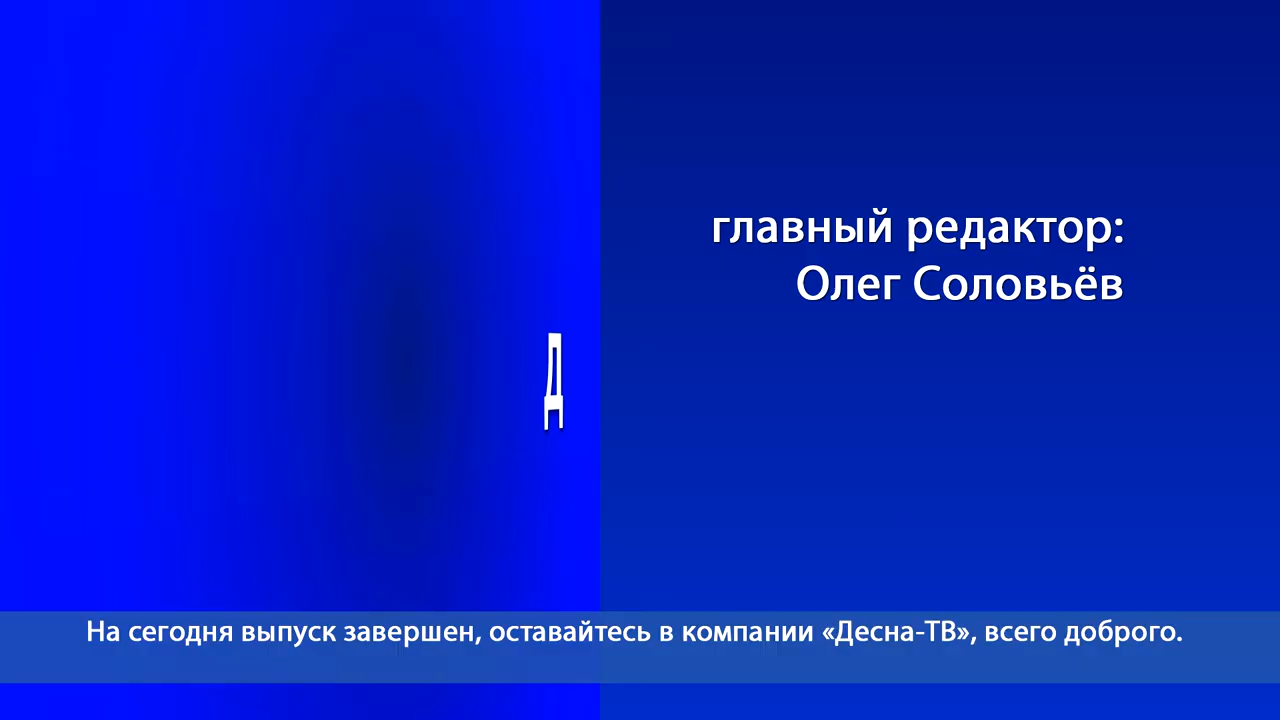 главный редактор:
Олег Соловьёв
Д
На сегодня выпуск завершен, оставайтесь в компании «Десна-ТВ», всего доброго.